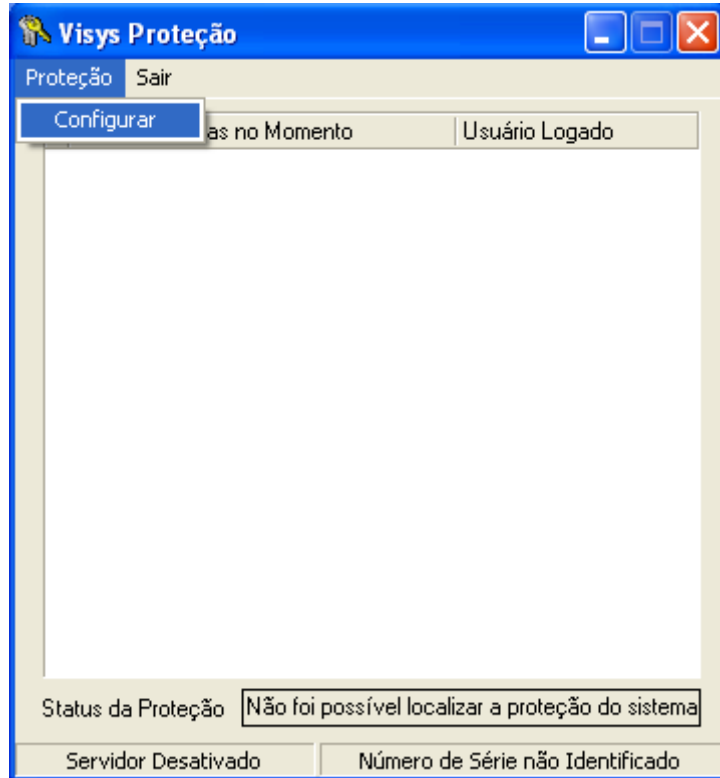 Visys Proteção
Proteção Sair
Configurar
as no Momento Usuário Logado
Status da Proteção Não foi possível localizar a proteção do sistema
Servidor Desativado Número de Série não Identificado